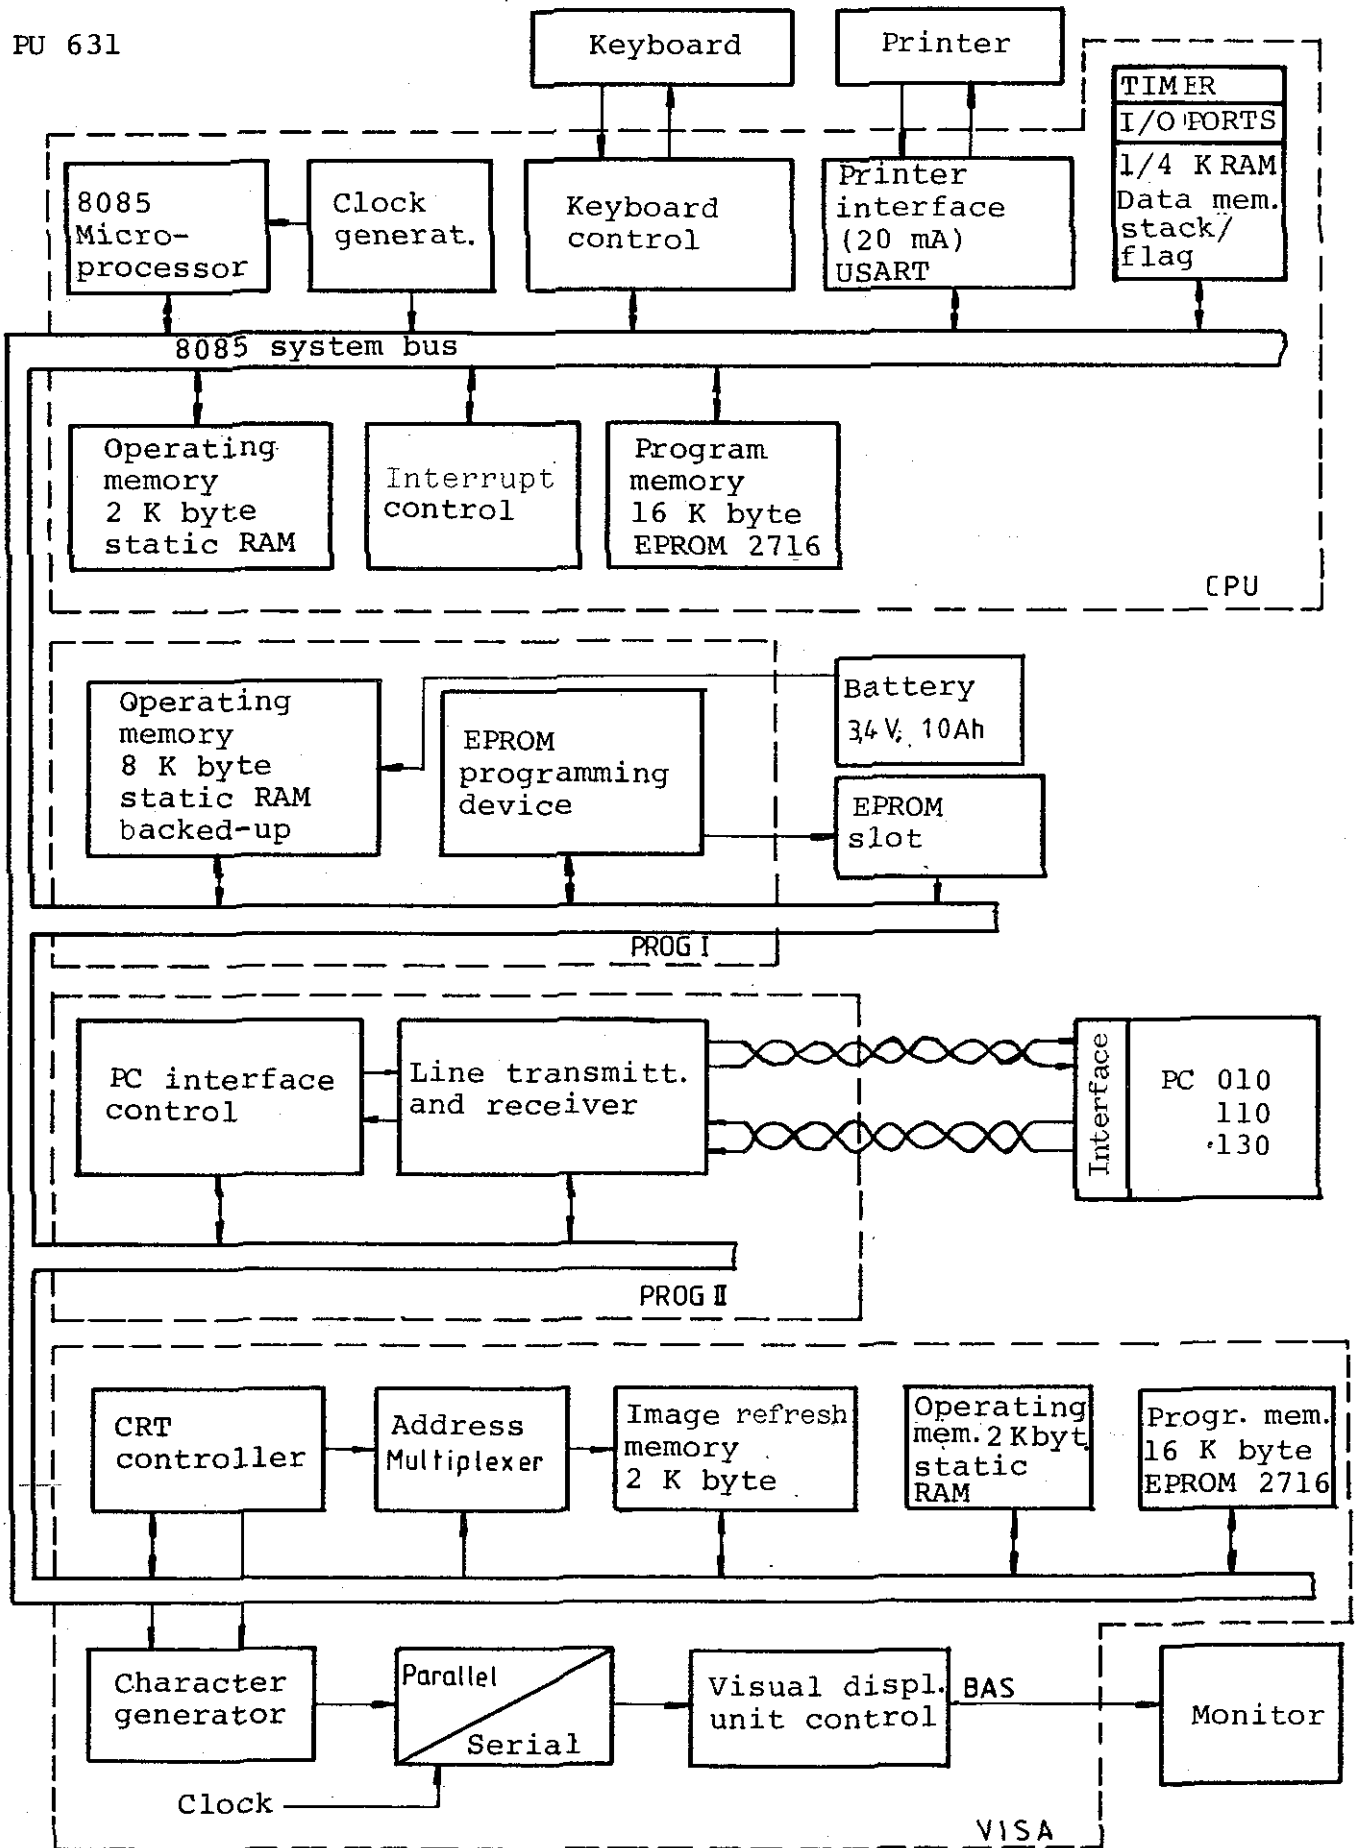 PU 631
Keyboard
Printer
TIMER
I/O PORTS
1/4 K RAM
Data mem.
stack/
flag
8085
Micro-
processor
Clock
generat.
Keyboard
control
Printer
interface
(20 mA)
USART
8085 system bus
Operating
memory
2 K byte
static RAM
Interrupt
control
Program
memory
16 K byte
EPROM 2716
CPU
Operating
memory
8 K byte
static RAM
backed-up
EPROM
programming
device
Battery
3,4 V, 10Ah
EPROM
slot
PROG I
PC interface
control
Line transmitt.
and receiver
Interface
PC 010
110
130
PROG II
CRT
controller
Address
Multiplexer
Image refresh
memory
2 K byte
Operating
mem. 2 Kbyt
static
RAM
Progr. mem.
16 K byte
EPROM 2716
Character
generator
Parallel
Serial
Visual displ.
unit control
BAS
Monitor
Clock
VISA